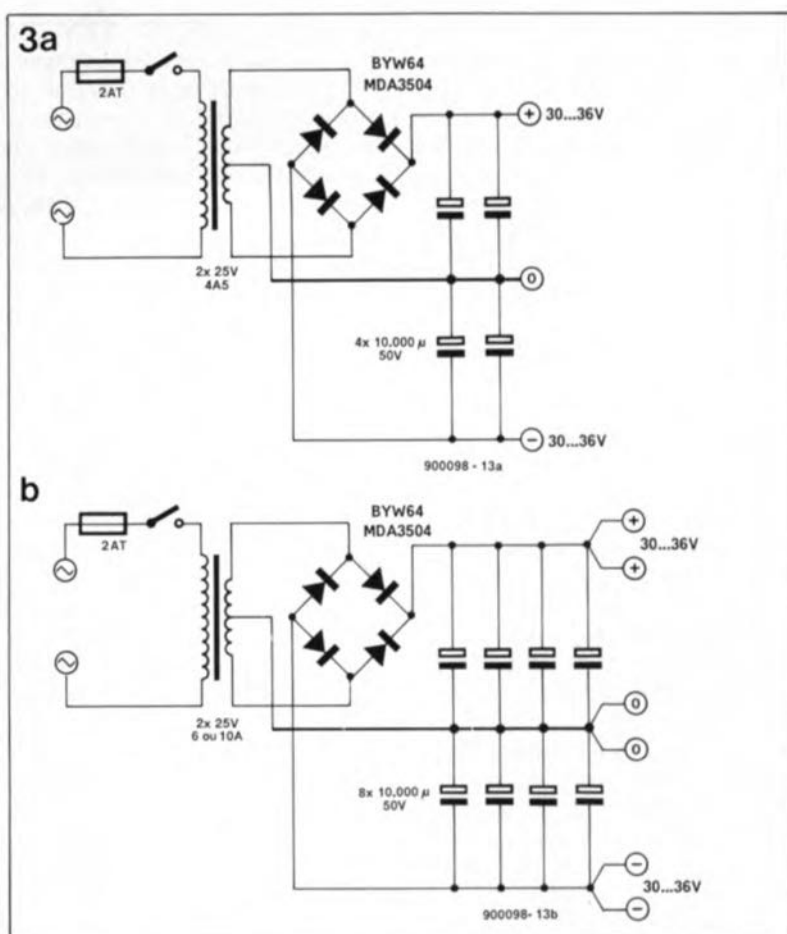 3a
BYW64
MDA3504
2AT
+ 30...36V
2x 25V
4A5
0
4x 10.000 µ
50V
- 30...36V
900098 - 13a
b
BYW64
MDA3504
2AT
+
30...36V
+
2x 25V
6 ou 10A
0
0
8x 10.000 µ
50V
-
30...36V
-
900098- 13b